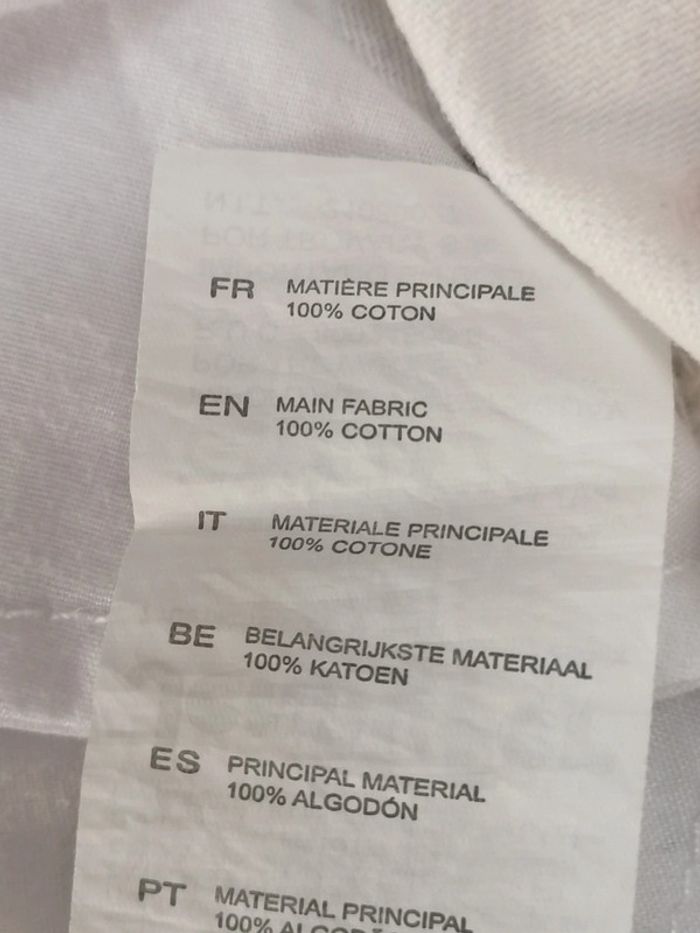 FR MATIÈRE PRINCIPALE
100% COTON
EN MAIN FABRIC
100% COTTON
IT MATERIALE PRINCIPALE
100% COTONE
BE BELANGRIJKSTE MATERIAAL
100% KATOEN
ES PRINCIPAL MATERIAL
100% ALGODÓN
PT MATERIAL PRINCIPAL
100%